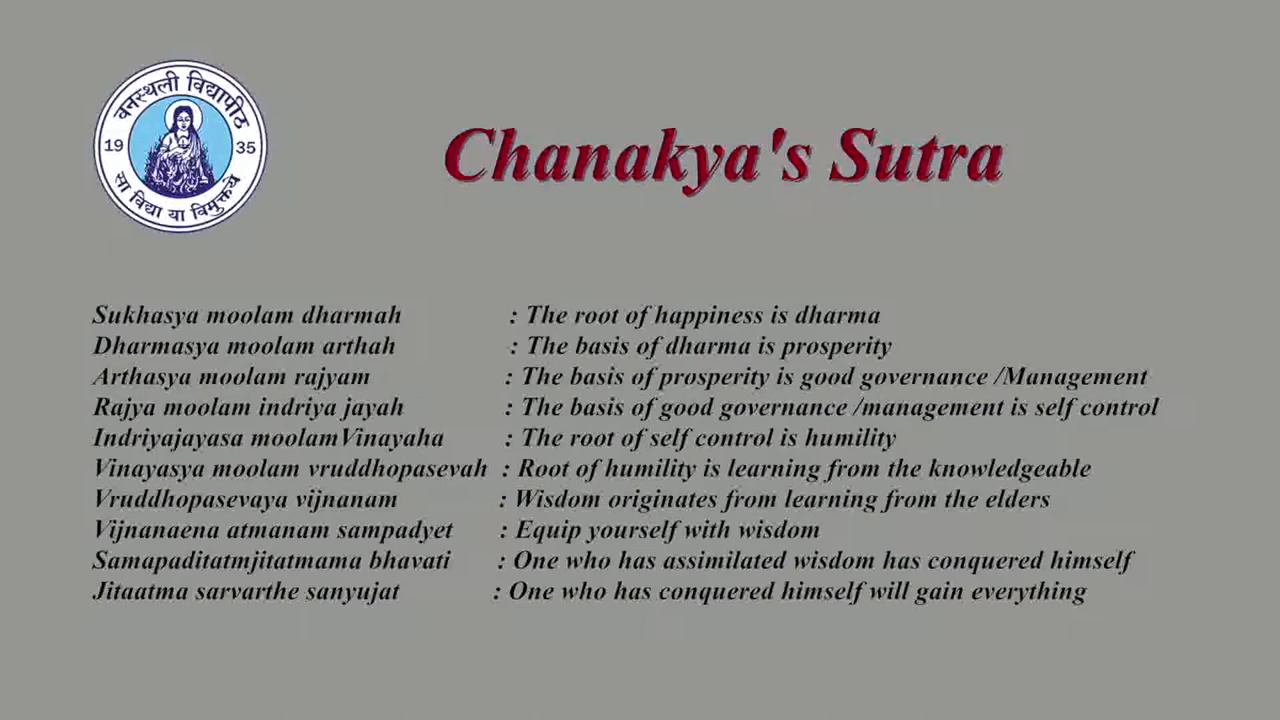 वनस्थली विद्यापीठ
19 35
सा विद्या या विमुक्तये
Chanakya's Sutra
Sukhasya moolam dharmah : The root of happiness is dharma
Dharmasya moolam arthah : The basis of dharma is prosperity
Arthasya moolam rajyam : The basis of prosperity is good governance /Management
Rajya moolam indriya jayah : The basis of good governance /management is self control
Indriyajayasa moolamVinayaha : The root of self control is humility
Vinayasya moolam vruddhopasevah : Root of humility is learning from the knowledgeable
Vruddhopasevaya vijnanam : Wisdom originates from learning from the elders
Vijnanaena atmanam sampadyet : Equip yourself with wisdom
Samapaditatmjitatmama bhavati : One who has assimilated wisdom has conquered himself
Jitaatma sarvarthe sanyujat : One who has conquered himself will gain everything